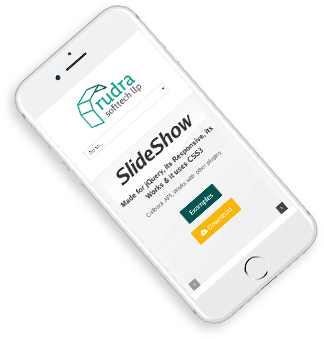 rudra
softtech llp
Go to...
SlideShow
Made for jQuery, its Responsive, its
Works & it uses CSS3
Callback API, Works with other plugins
Examples
Download